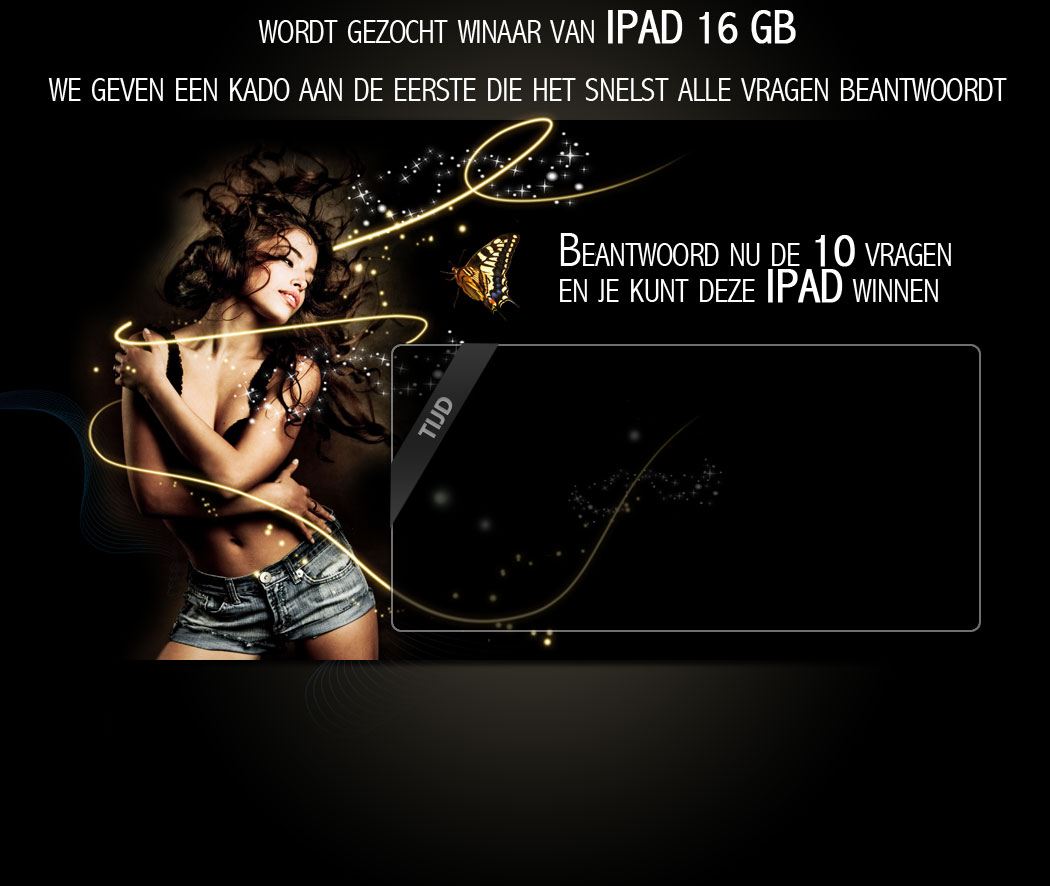 WORDT GEZOCHT WINAAR VAN IPAD 16 GB
WE GEVEN EEN KADO AAN DE EERSTE DIE HET SNELST ALLE VRAGEN BEANTWOORDT
BEANTWOORD NU DE 10 VRAGEN
EN JE KUNT DEZE IPAD WINNEN
TIJD